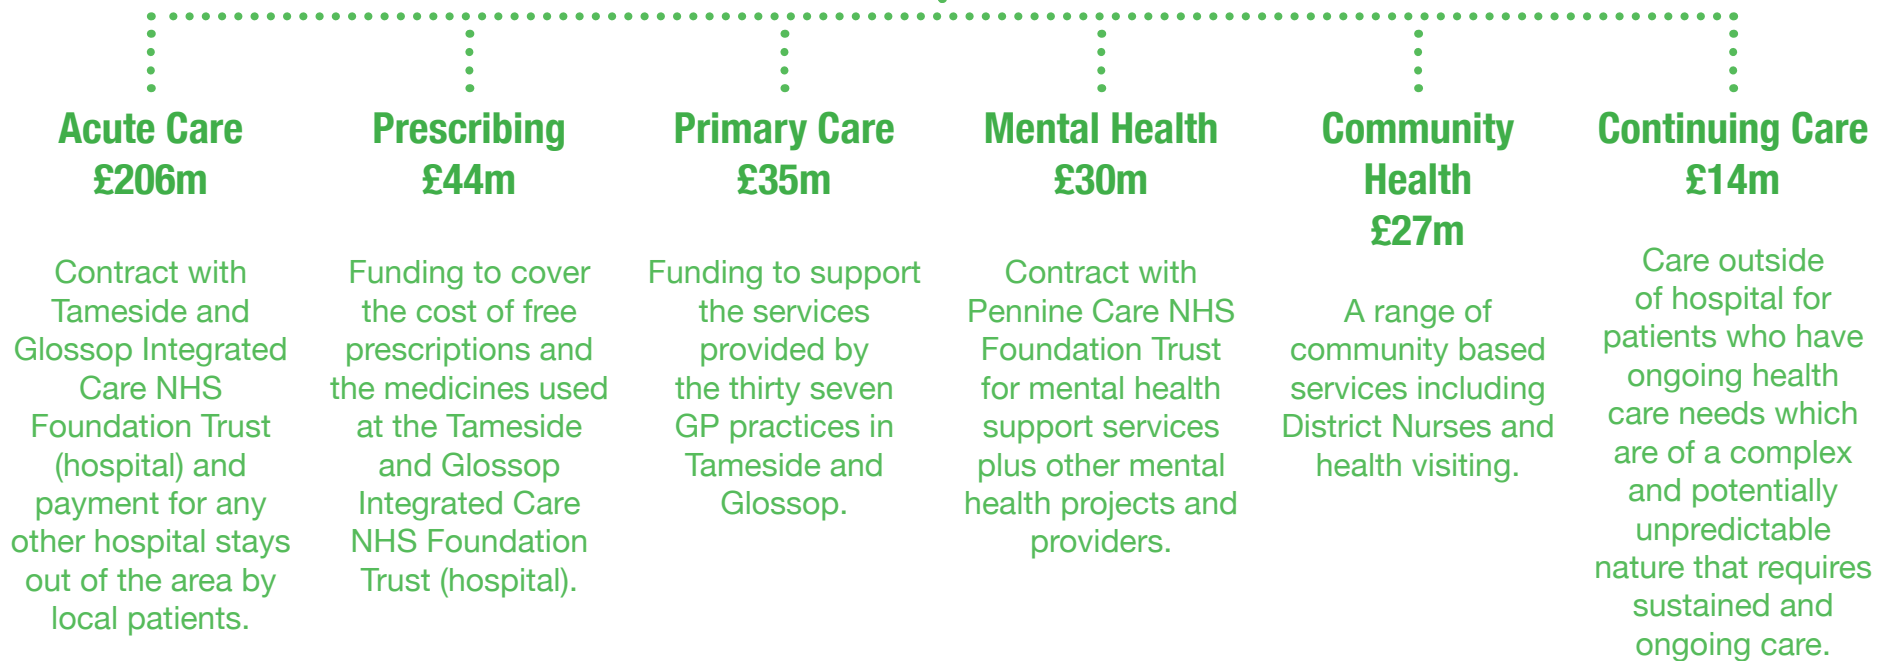 Acute Care
£206m
Contract with
Tameside and
Glossop Integrated
Care NHS
Foundation Trust
(hospital) and
payment for any
other hospital stays
out of the area by
local patients.
Prescribing
£44m
Funding to cover
the cost of free
prescriptions and
the medicines used
at the Tameside
and Glossop
Integrated Care
NHS Foundation
Trust (hospital).
Primary Care
£35m
Funding to support
the services
provided by
the thirty seven
GP practices in
Tameside and
Glossop.
Mental Health
£30m
Contract with
Pennine Care NHS
Foundation Trust
for mental health
support services
plus other mental
health projects and
providers.
Community
Health
£27m
A range of
community based
services including
District Nurses and
health visiting.
Continuing Care
£14m
Care outside
of hospital for
patients who have
ongoing health
care needs which
are of a complex
and potentially
unpredictable
nature that requires
sustained and
ongoing care.